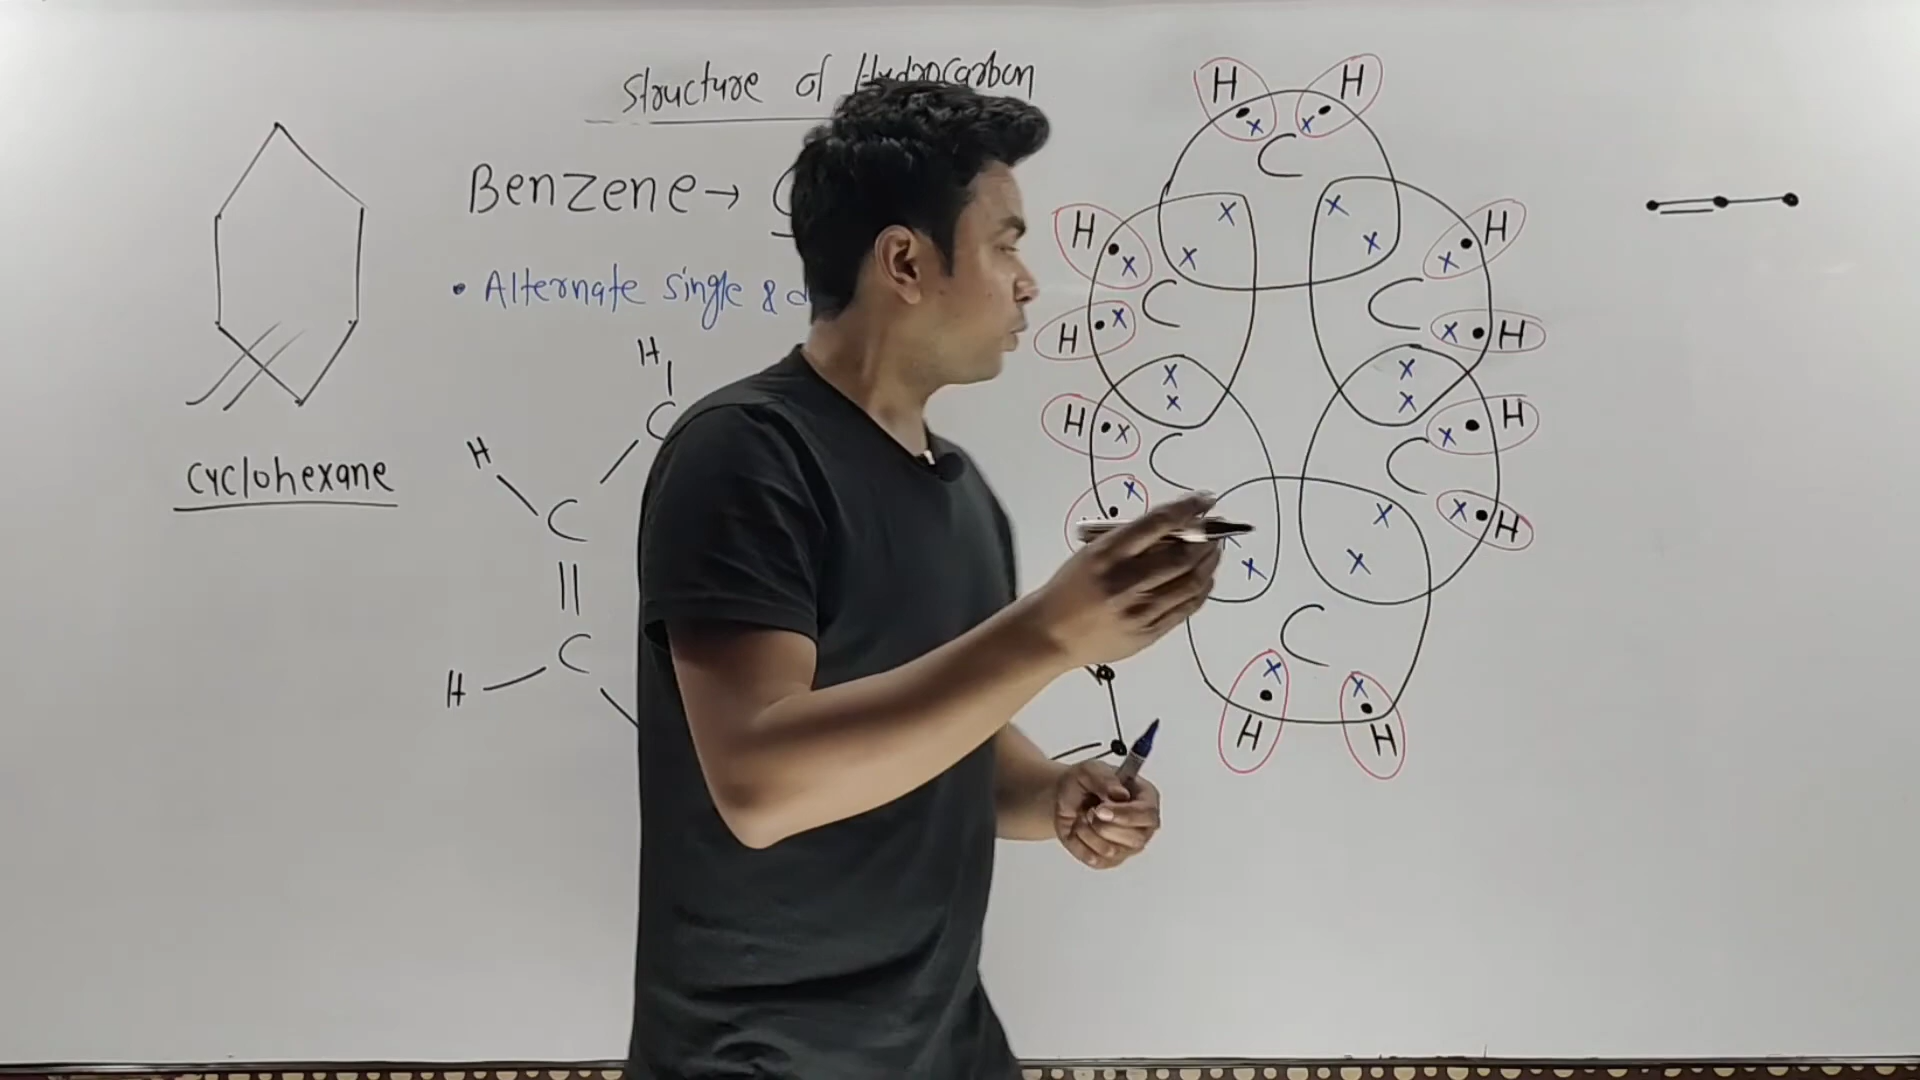 Structure of Hydrocarbon
Benzene →
• Alternate single &
cyclohexane
H
C
H
C
C
H
H H
x x
C
x x
x x
H x
H x
C
H x
x H
C
x x
x x
H x
C
x H
C
x H
x
x
x
x
C
x x
H H